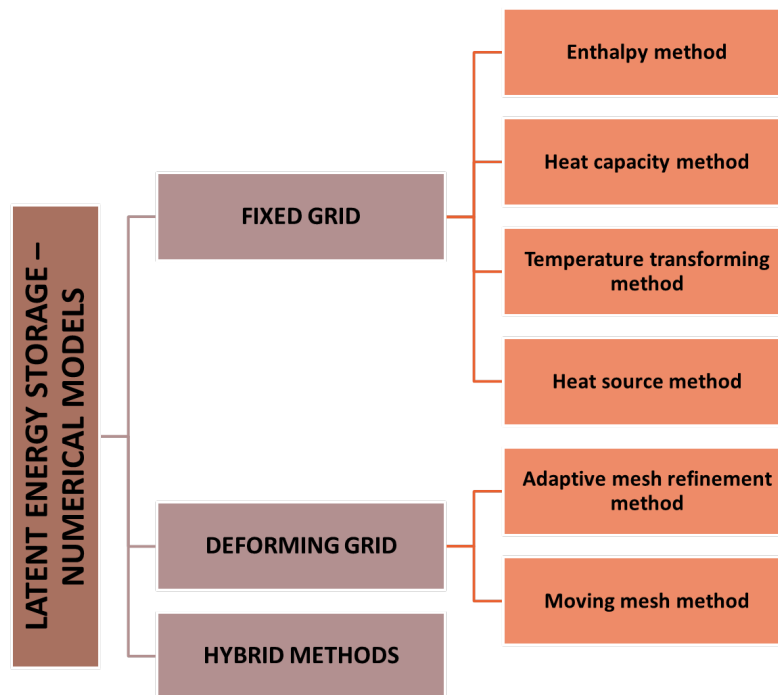 LATENT ENERGY STORAGE –
NUMERICAL MODELS
FIXED GRID
Enthalpy method
Heat capacity method
Temperature transforming
method
Heat source method
DEFORMING GRID
Adaptive mesh refinement
method
Moving mesh method
HYBRID METHODS